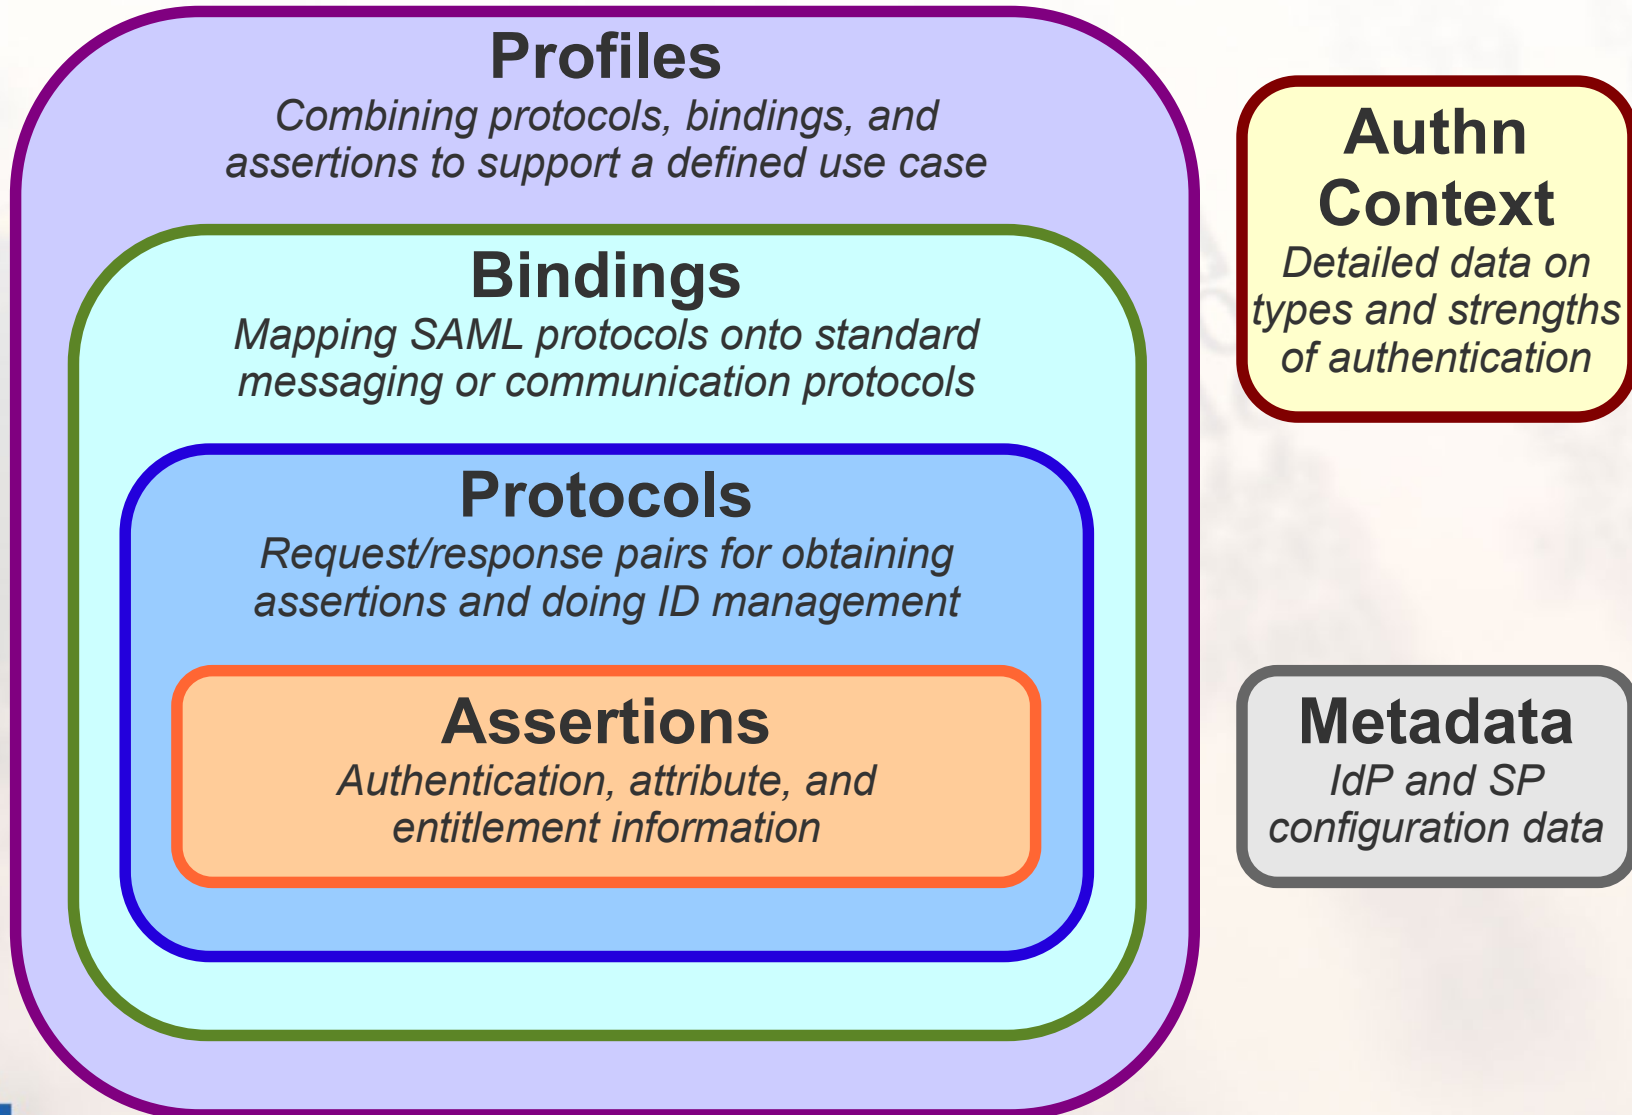 Profiles
Combining protocols, bindings, and
assertions to support a defined use case
Bindings
Mapping SAML protocols onto standard
messaging or communication protocols
Protocols
Request/response pairs for obtaining
assertions and doing ID management
Assertions
Authentication, attribute, and
entitlement information
Authn
Context
Detailed data on
types and strengths
of authentication
Metadata
IdP and SP
configuration data